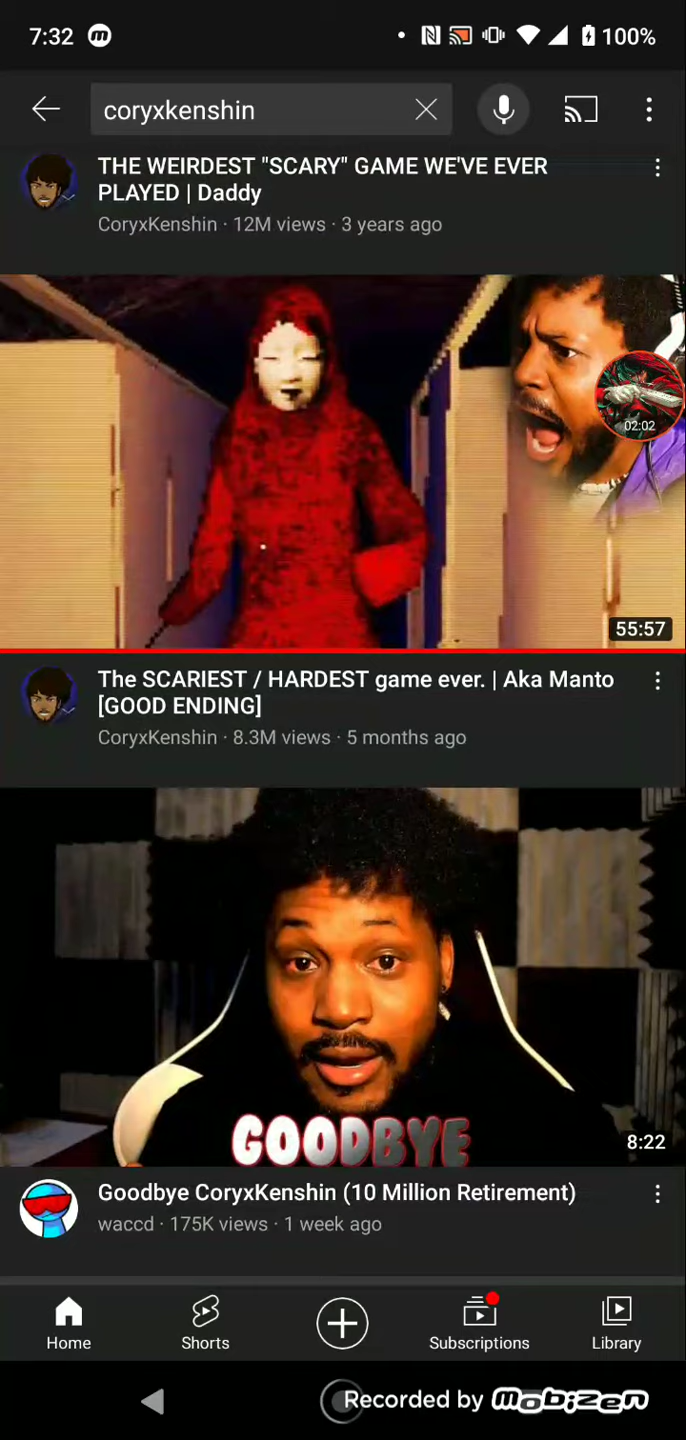 7:32
100%
coryxkenshin
THE WEIRDEST "SCARY" GAME WE'VE EVER
PLAYED | Daddy
CoryxKenshin · 12M views · 3 years ago
02:02
55:57
The SCARIEST / HARDEST game ever. | Aka Manto
[GOOD ENDING]
CoryxKenshin · 8.3M views · 5 months ago
GOODBYE
8:22
Goodbye CoryxKenshin (10 Million Retirement)
waccd · 175K views · 1 week ago
Home
Shorts
Subscriptions
Library
Recorded by mobizen